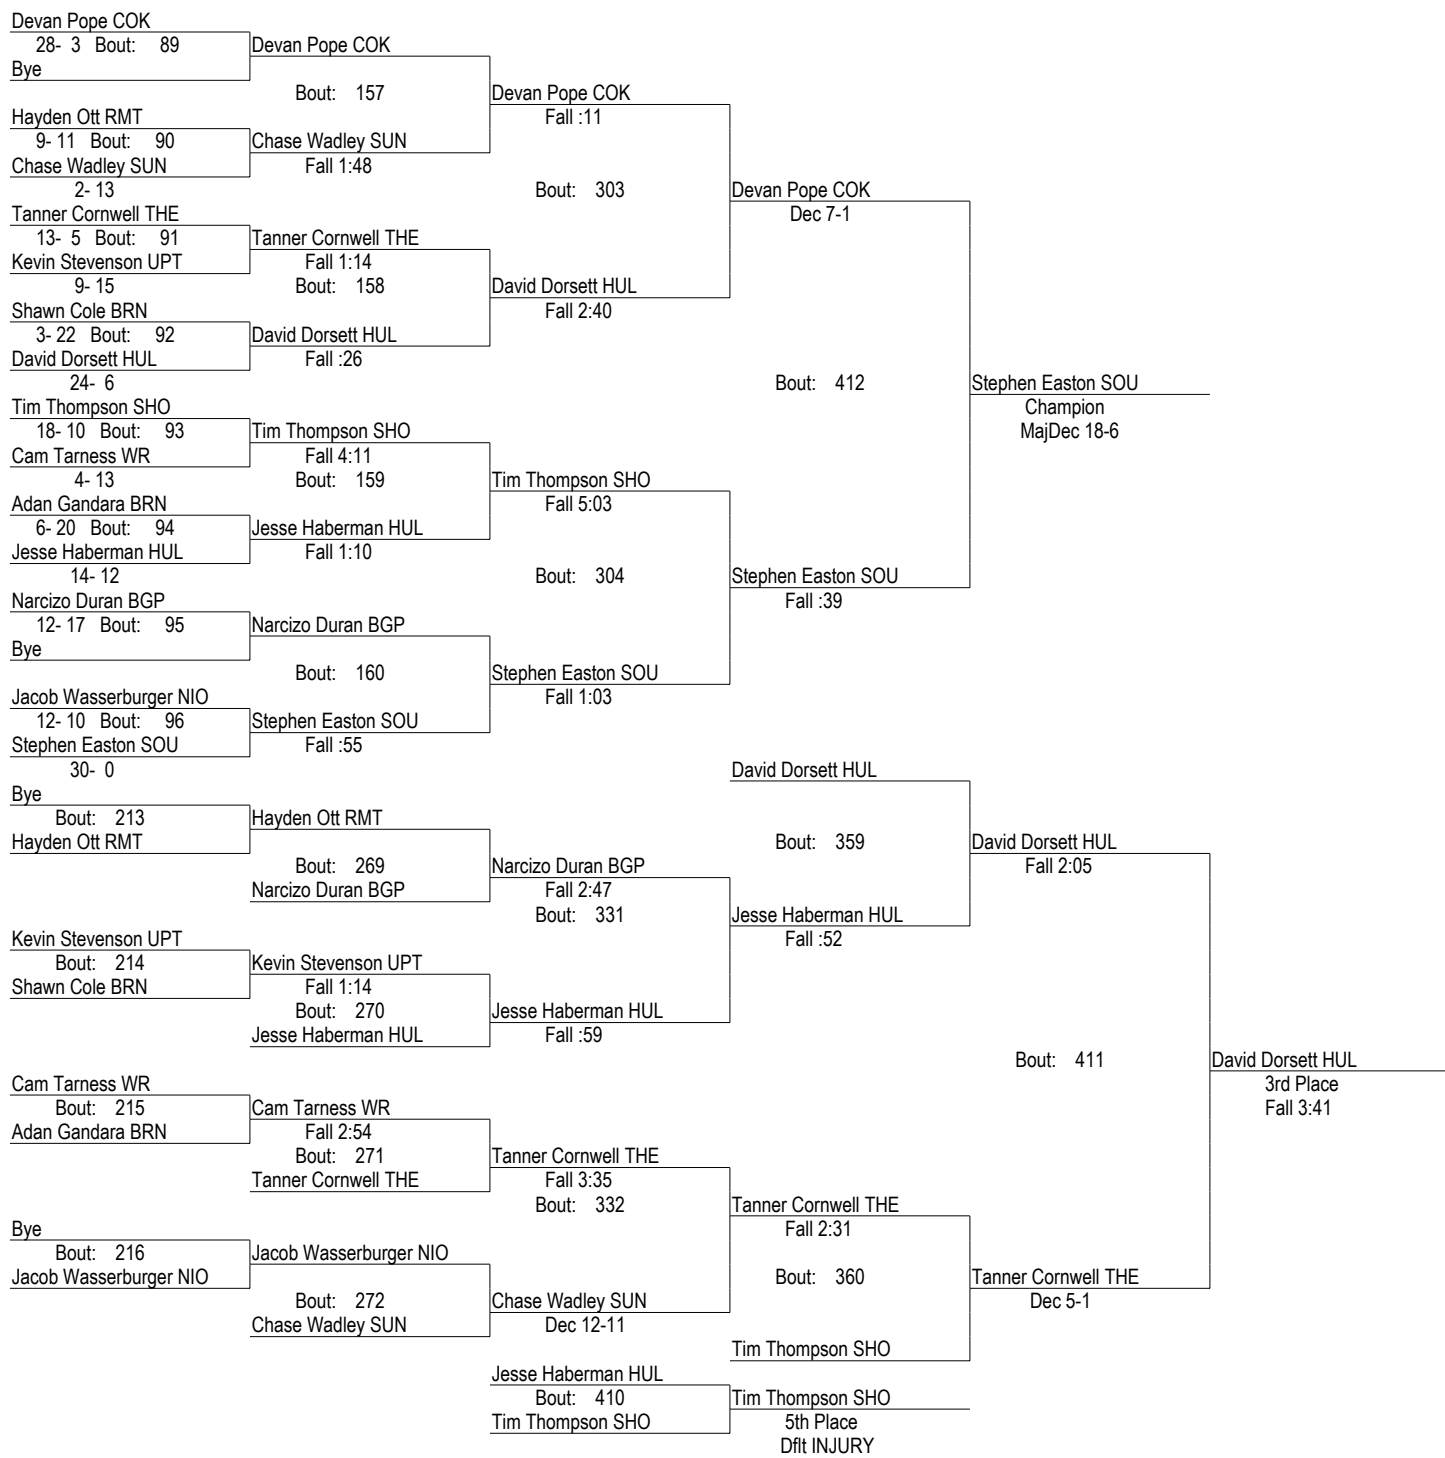 Devan Pope COK
28- 3 Bout: 89
Devan Pope COK
Bye
Bout: 157
Devan Pope COK
Hayden Ott RMT
Fall :11
9- 11 Bout: 90
Chase Wadley SUN
Chase Wadley SUN
Fall 1:48
2- 13
Bout: 303
Devan Pope COK
Tanner Cornwell THE
Dec 7-1
13- 5 Bout: 91
Tanner Cornwell THE
Kevin Stevenson UPT
Fall 1:14
9- 15
Bout: 158
David Dorsett HUL
Shawn Cole BRN
Fall 2:40
3- 22 Bout: 92
David Dorsett HUL
David Dorsett HUL
Fall :26
24- 6
Bout: 412
Stephen Easton SOU
Tim Thompson SHO
Champion
18- 10 Bout: 93
Tim Thompson SHO
MajDec 18-6
Cam Tarness WR
Fall 4:11
4- 13
Bout: 159
Tim Thompson SHO
Adan Gandara BRN
Fall 5:03
6- 20 Bout: 94
Jesse Haberman HUL
Jesse Haberman HUL
Fall 1:10
14- 12
Bout: 304
Stephen Easton SOU
Narcizo Duran BGP
Fall :39
12- 17 Bout: 95
Narcizo Duran BGP
Bye
Bout: 160
Stephen Easton SOU
Jacob Wasserburger NIO
Fall 1:03
12- 10 Bout: 96
Stephen Easton SOU
Stephen Easton SOU
Fall :55
30- 0
David Dorsett HUL
Bye
Bout: 213
Hayden Ott RMT
Hayden Ott RMT
Bout: 359
David Dorsett HUL
Bout: 269
Narcizo Duran BGP
Fall 2:05
Narcizo Duran BGP
Fall 2:47
Bout: 331
Jesse Haberman HUL
Kevin Stevenson UPT
Fall :52
Bout: 214
Kevin Stevenson UPT
Shawn Cole BRN
Fall 1:14
Bout: 270
Jesse Haberman HUL
Jesse Haberman HUL
Fall :59
Bout: 411
David Dorsett HUL
Cam Tarness WR
3rd Place
Bout: 215
Cam Tarness WR
Fall 3:41
Adan Gandara BRN
Fall 2:54
Bout: 271
Tanner Cornwell THE
Tanner Cornwell THE
Fall 3:35
Bout: 332
Tanner Cornwell THE
Bye
Fall 2:31
Bout: 216
Jacob Wasserburger NIO
Jacob Wasserburger NIO
Bout: 360
Tanner Cornwell THE
Bout: 272
Chase Wadley SUN
Dec 5-1
Chase Wadley SUN
Dec 12-11
Tim Thompson SHO
Jesse Haberman HUL
Bout: 410
Tim Thompson SHO
Tim Thompson SHO
5th Place
Dflt INJURY